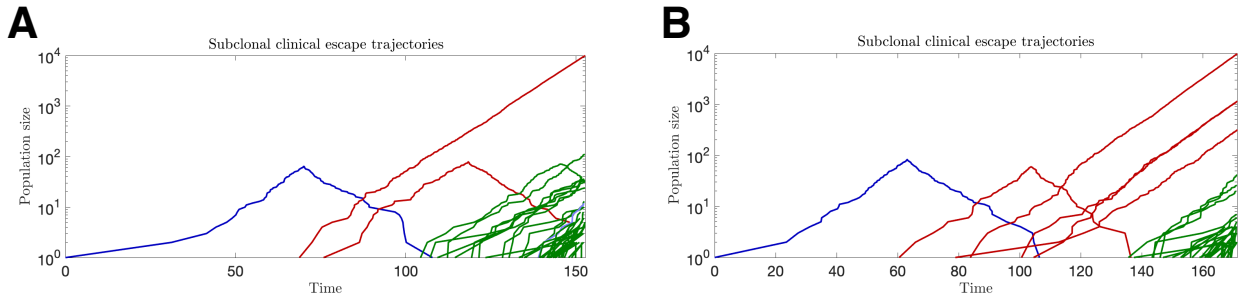 A
Subclonal clinical escape trajectories
Population size
10^4
10^3
10^2
10^1
10^0
0 50 100 150
Time
B
Subclonal clinical escape trajectories
Population size
10^4
10^3
10^2
10^1
10^0
0 20 40 60 80 100 120 140 160
Time